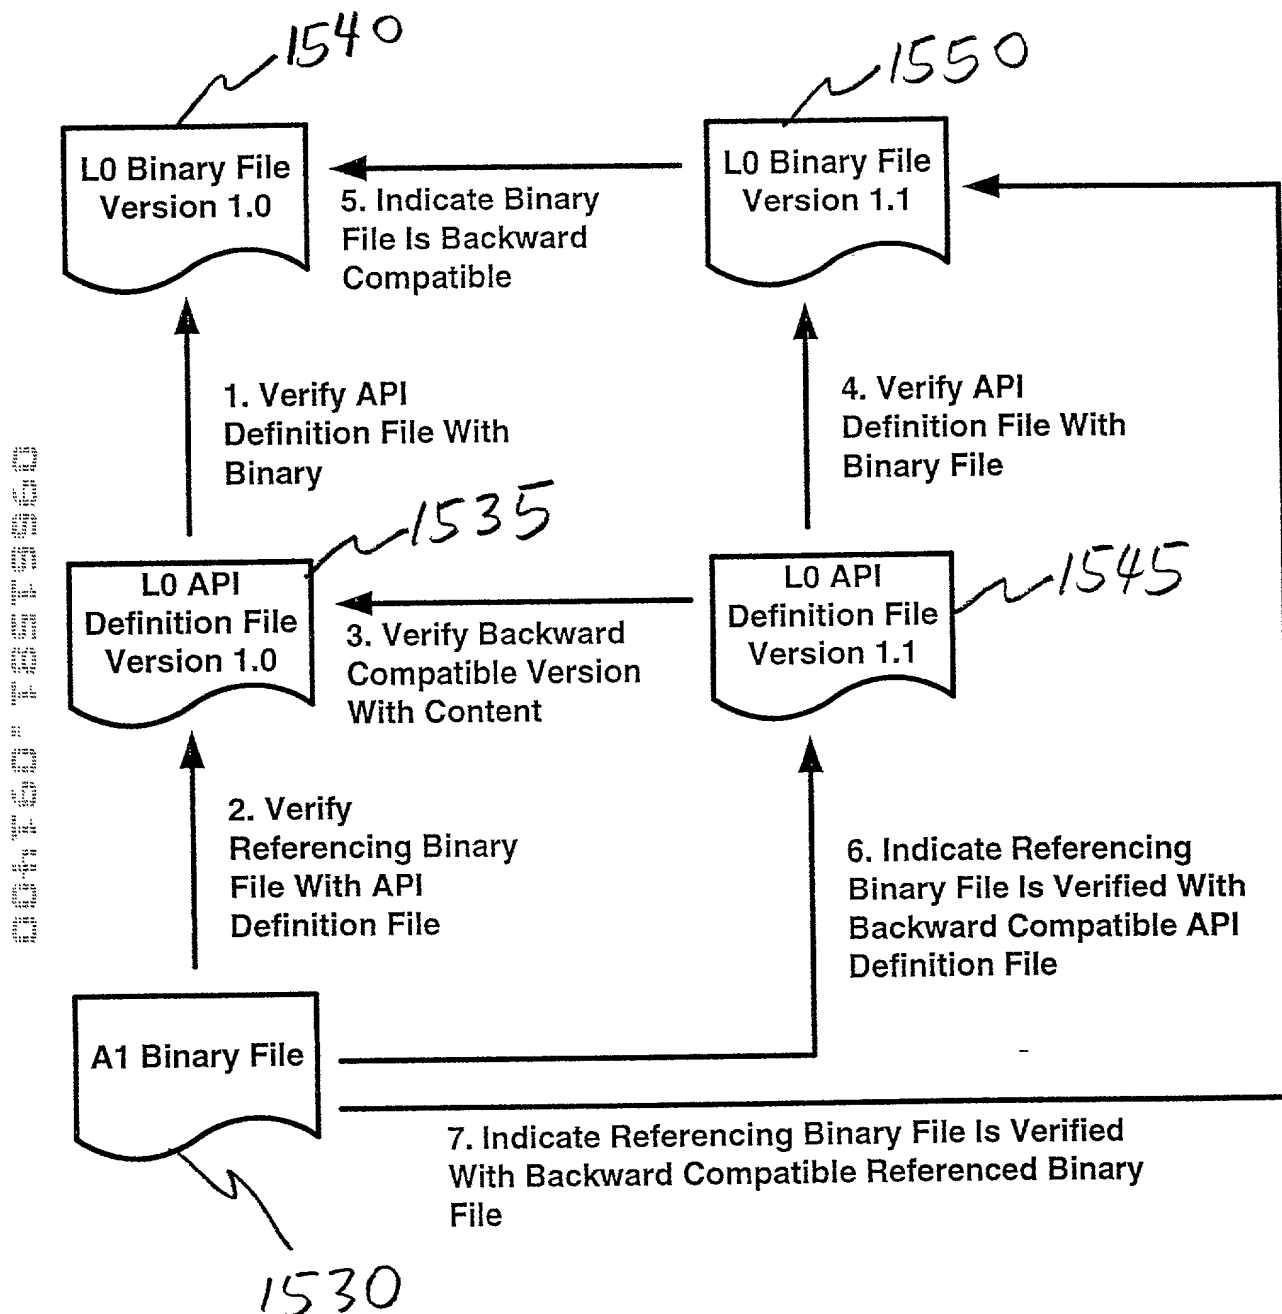 1540
1550
L0 Binary File
Version 1.0
5. Indicate Binary
File Is Backward
Compatible
L0 Binary File
Version 1.1
1. Verify API
Definition File With
Binary
4. Verify API
Definition File With
Binary File
1535
1545
L0 API
Definition File
Version 1.0
3. Verify Backward
Compatible Version
With Content
L0 API
Definition File
Version 1.1
2. Verify
Referencing Binary
File With API
Definition File
6. Indicate Referencing
Binary File Is Verified With
Backward Compatible API
Definition File
A1 Binary File
7. Indicate Referencing Binary File Is Verified
With Backward Compatible Referenced Binary
File
1530